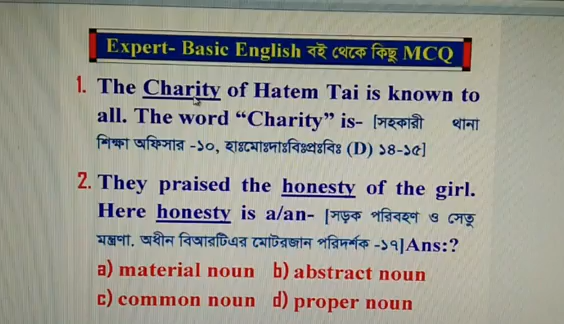 Expert- Basic English বই থেকে কিছু MCQ
1. The Charity of Hatem Tai is known to
all. The word “Charity” is- [সহকারী থানা
শিক্ষা অফিসার -১০, হাঃমোঃদাঃবিঃপ্রঃবিঃ (D) ১৪-১৫]
2. They praised the honesty of the girl.
Here honesty is a/an- [সড়ক পরিবহণ ও সেতু
মন্ত্রণা. অধীন বিআরটিএর মোটরজান পরিদর্শক -১৭] Ans:?
a) material noun b) abstract noun
c) common noun d) proper noun